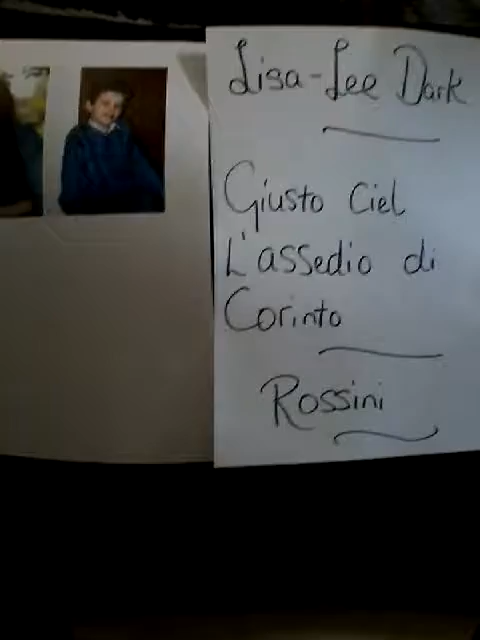 Lisa-Lee Dark
Giusto Ciel
L'assedio di
Corinto
Rossini